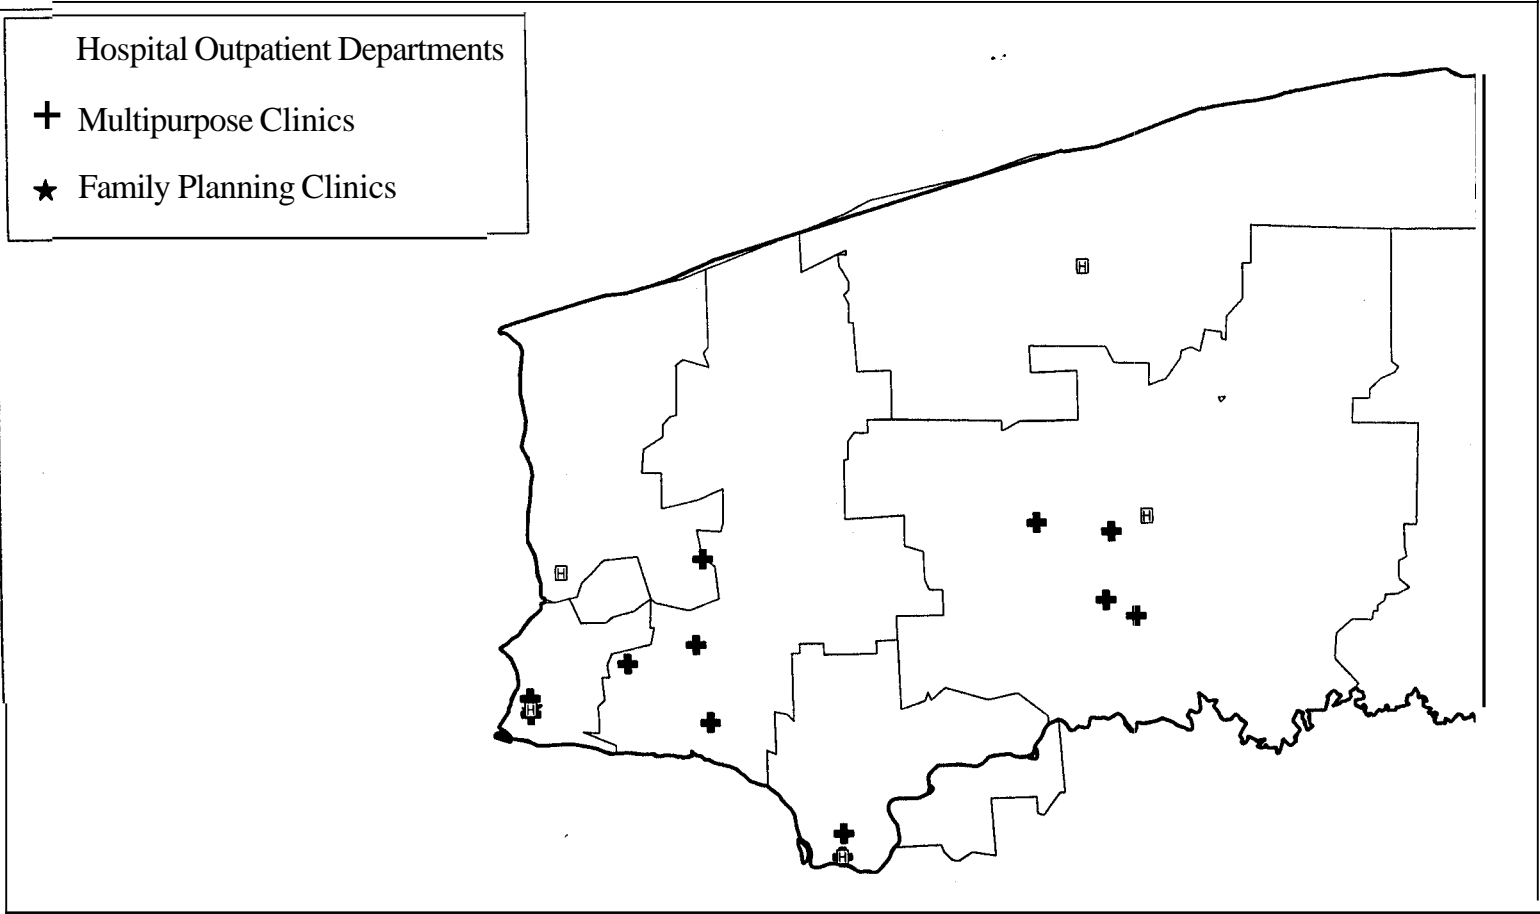 Hospital Outpatient Departments
Multipurpose Clinics
Family Planning Clinics
H
H
H
H
H